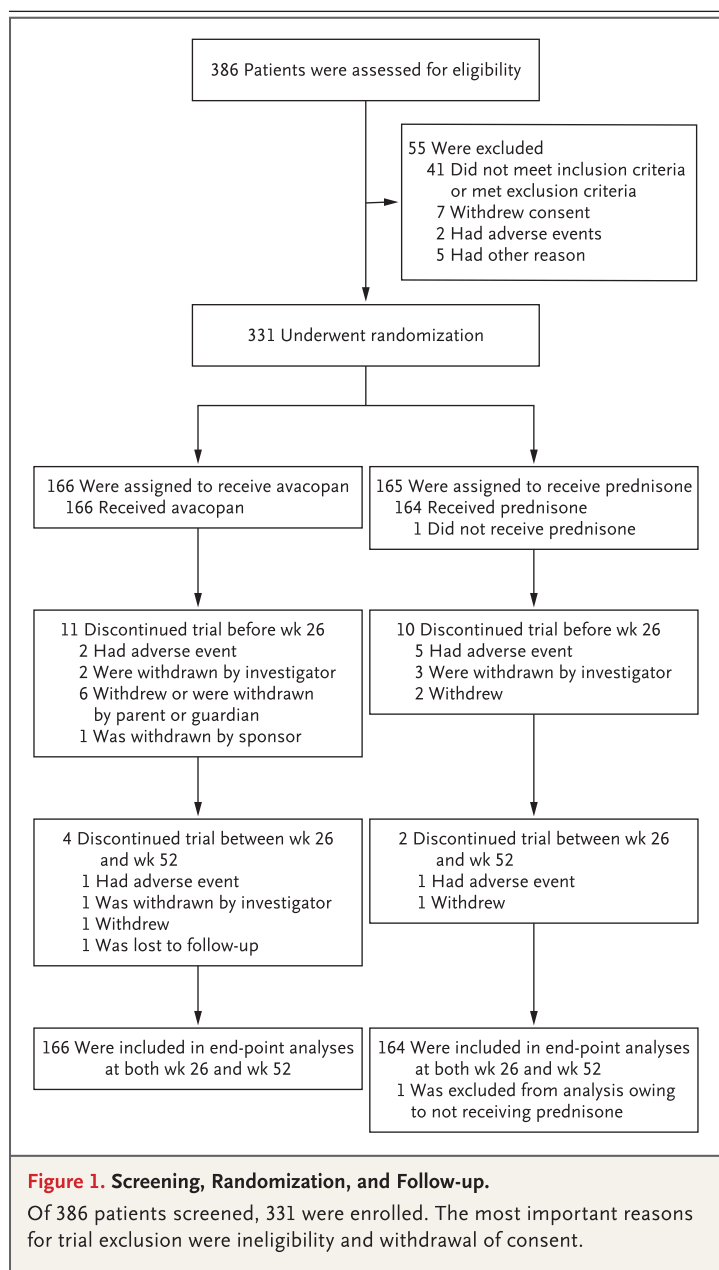 386 Patients were assessed for eligibility
55 Were excluded
41 Did not meet inclusion criteria
or met exclusion criteria
7 Withdrew consent
2 Had adverse events
5 Had other reason
331 Underwent randomization
166 Were assigned to receive avacopan
166 Received avacopan
165 Were assigned to receive prednisone
164 Received prednisone
1 Did not receive prednisone
11 Discontinued trial before wk 26
2 Had adverse event
2 Were withdrawn by investigator
6 Withdrew or were withdrawn
by parent or guardian
1 Was withdrawn by sponsor
10 Discontinued trial before wk 26
5 Had adverse event
3 Were withdrawn by investigator
2 Withdrew
4 Discontinued trial between wk 26
and wk 52
1 Had adverse event
1 Was withdrawn by investigator
1 Withdrew
1 Was lost to follow-up
2 Discontinued trial between wk 26
and wk 52
1 Had adverse event
1 Withdrew
166 Were included in end-point analyses
at both wk 26 and wk 52
164 Were included in end-point analyses
at both wk 26 and wk 52
1 Was excluded from analysis owing
to not receiving prednisone
Figure 1. Screening, Randomization, and Follow-up.
Of 386 patients screened, 331 were enrolled. The most important reasons
for trial exclusion were ineligibility and withdrawal of consent.